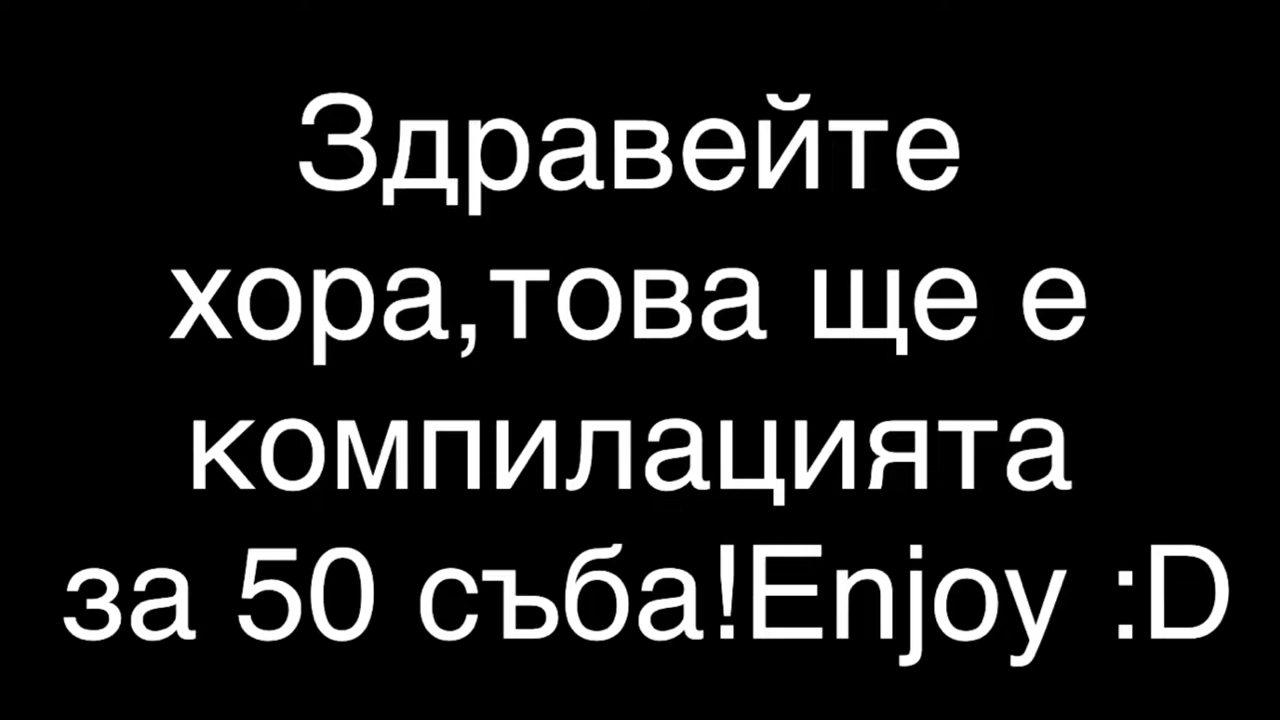 Здравейте
хора,това ще е
компилацията
за 50 съба!Enjoy :D